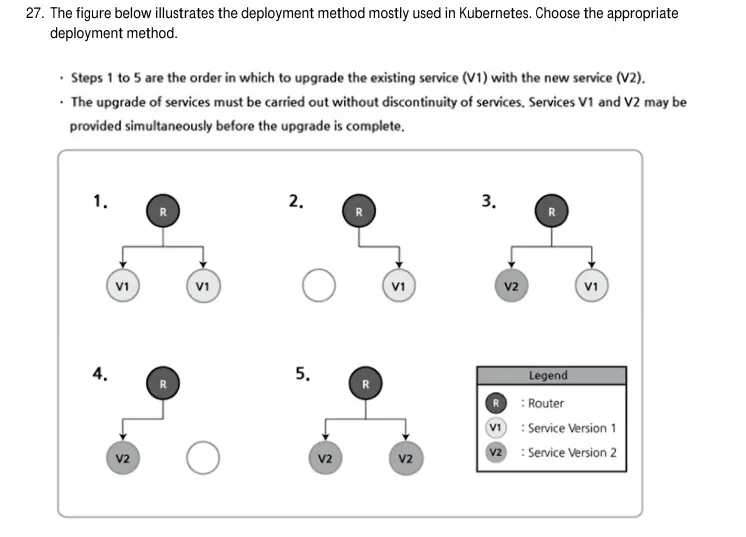 27. The figure below illustrates the deployment method mostly used in Kubernetes. Choose the appropriate
deployment method.
· Steps 1 to 5 are the order in which to upgrade the existing service (V1) with the new service (V2).
· The upgrade of services must be carried out without discontinuity of services. Services V1 and V2 may be
provided simultaneously before the upgrade is complete.
1.
R
V1
V1
2.
R
V1
3.
R
V2
V1
4.
R
V2
5.
R
V2
V2
Legend
R : Router
V1 : Service Version 1
V2 : Service Version 2